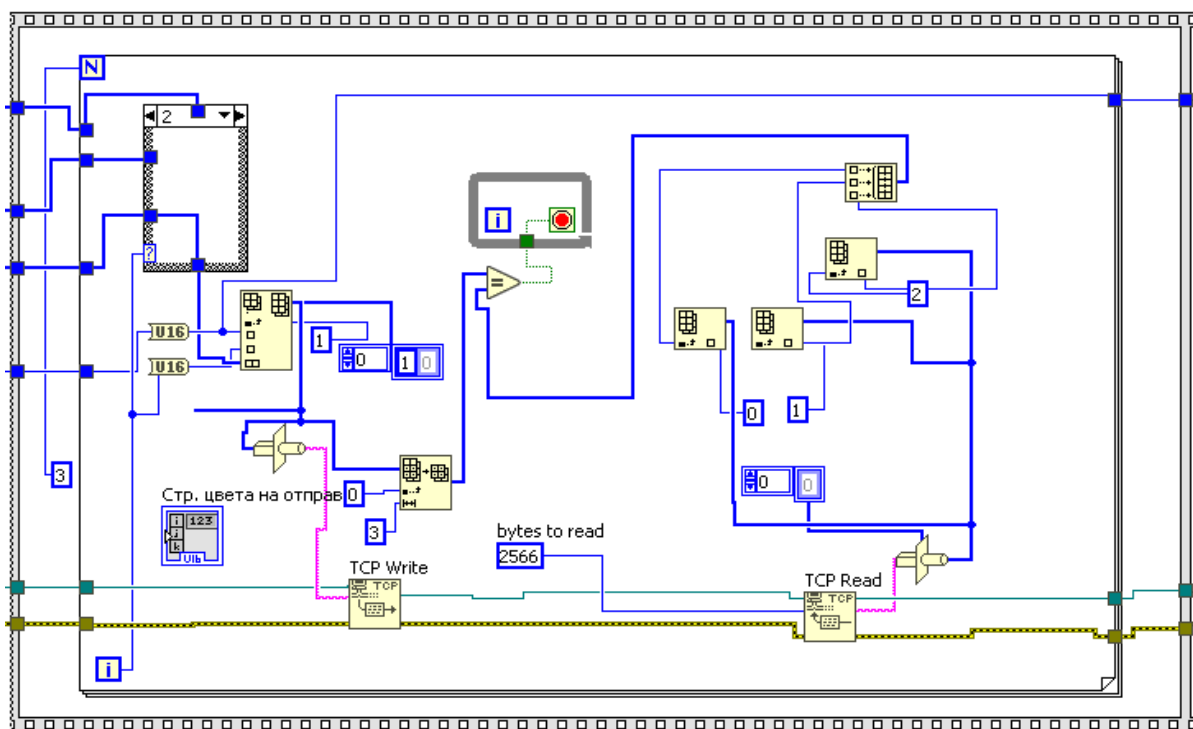 N
2
?
U16
U16
i
1
0
1 0
2
0
1
3
Стр. цвета на отправ
0
3
0
0
123
i
j
k
bytes to read
2566
TCP Write
TCP
TCP Read
TCP
i